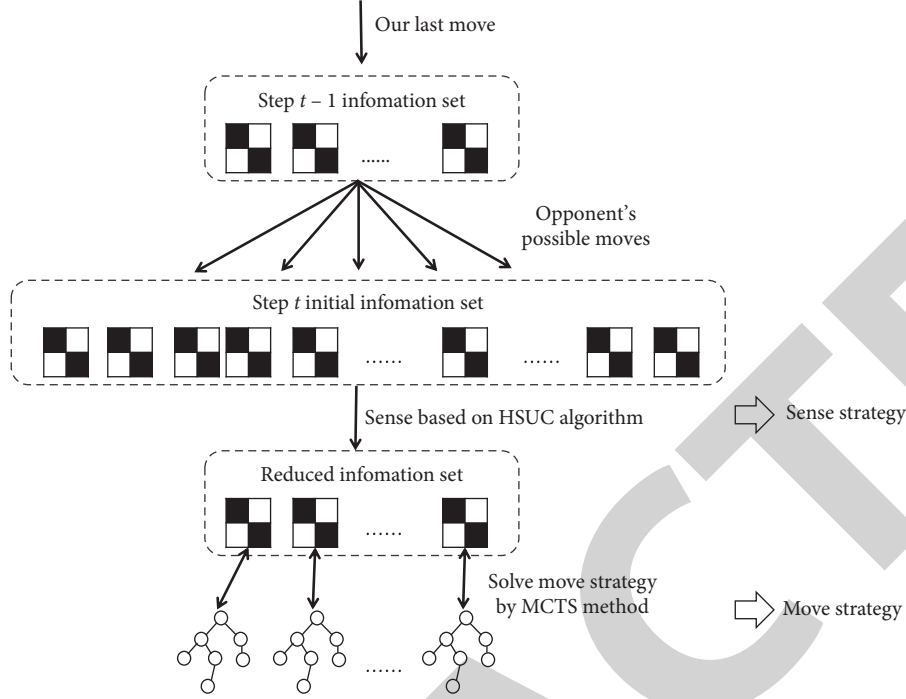 Our last move
Step t – 1 infomation set
......
Opponent's
possible moves
Step t initial infomation set
......
......
Sense based on HSUC algorithm
Sense strategy
Reduced infomation set
......
Solve move strategy
by MCTS method
Move strategy
......